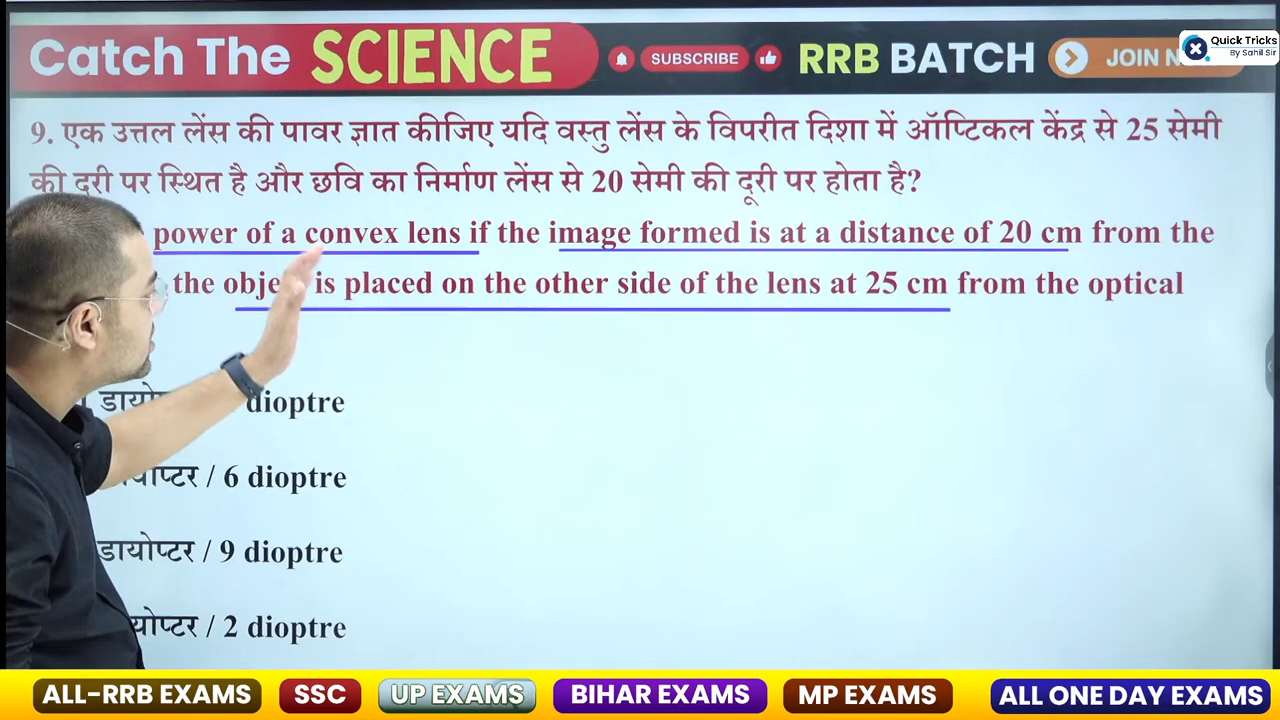 Catch The SCIENCE SUBSCRIBE RRB BATCH JOIN
Quick Tricks
By Sahil Sir
9. एक उत्तल लेंस की पावर ज्ञात कीजिए यदि वस्तु लेंस के विपरीत दिशा में ऑप्टिकल केंद्र से 25 सेमी
की दूरी पर स्थित है और छवि का निर्माण लेंस से 20 सेमी की दूरी पर होता है?
power of a convex lens if the image formed is at a distance of 20 cm from the
the object is placed on the other side of the lens at 25 cm from the optical
dioptre
/ 6 dioptre
डायोप्टर / 9 dioptre
/ 2 dioptre
ALL-RRB EXAMS SSC UP EXAMS BIHAR EXAMS MP EXAMS ALL ONE DAY EXAMS